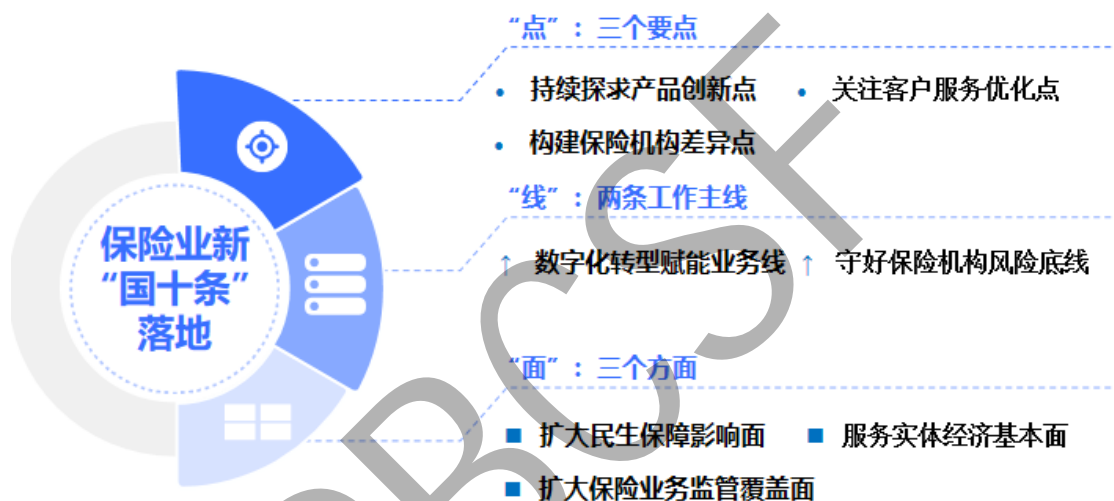 “点”：三个要点
• 持续探求产品创新点 • 关注客户服务优化点
• 构建保险机构差异点
“线”：两条工作主线
保险业新
“国十条”
落地
↑ 数字化转型赋能业务线 ↑ 守好保险机构风险底线
“面”：三个方面
■ 扩大民生保障影响面 ■ 服务实体经济基本面
■ 扩大保险业务监管覆盖面
BCSF